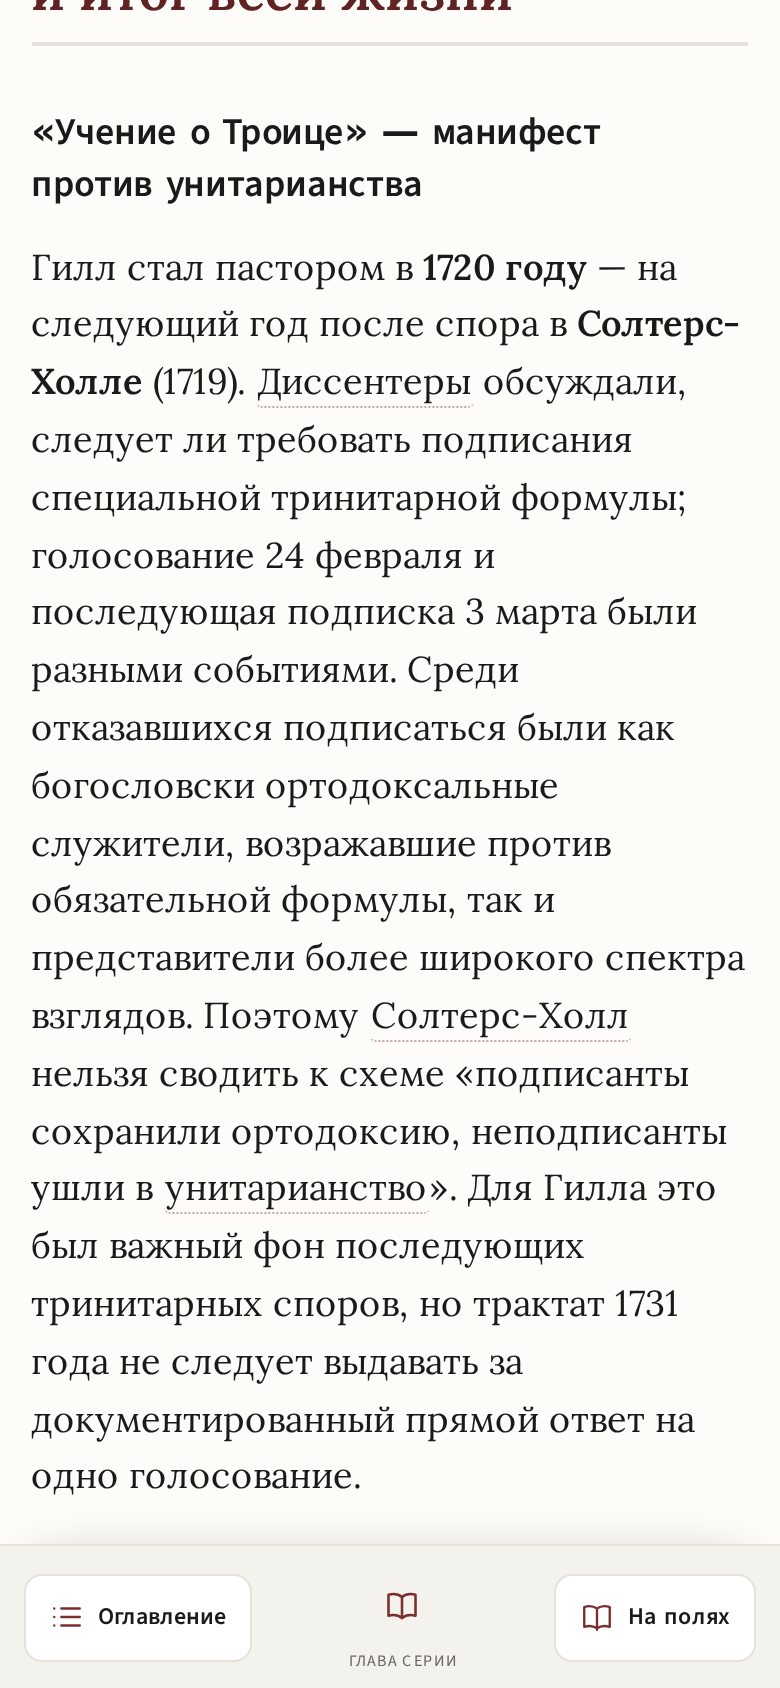 и итог всей жизни
«Учение о Троице» — манифест
против унитарианства
Гилл стал пастором в 1720 году — на
следующий год после спора в Солтерс-
Холле (1719). Диссентеры обсуждали,
следует ли требовать подписания
специальной тринитарной формулы;
голосование 24 февраля и
последующая подписка 3 марта были
разными событиями. Среди
отказавшихся подписаться были как
богословски ортодоксальные
служители, возражавшие против
обязательной формулы, так и
представители более широкого спектра
взглядов. Поэтому Солтерс-Холл
нельзя сводить к схеме «подписанты
сохранили ортодоксию, неподписанты
ушли в унитарианство». Для Гилла это
был важный фон последующих
тринитарных споров, но трактат 1731
года не следует выдавать за
документированный прямой ответ на
одно голосование.
Оглавление
ГЛАВА СЕРИИ
На полях